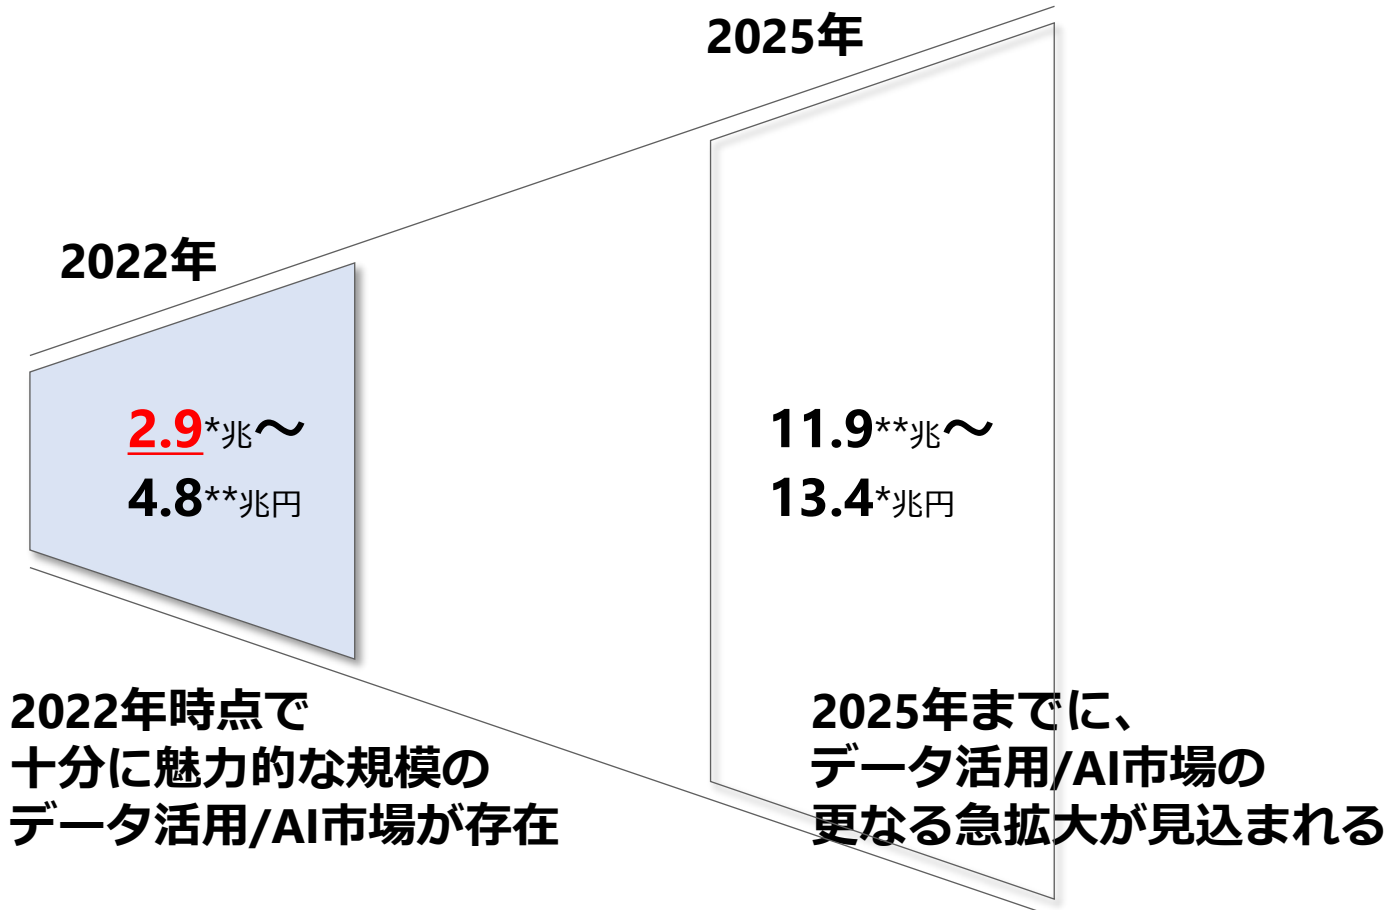 2025年
2022年
2.9*兆～
4.8**兆円
11.9**兆～
13.4*兆円
2022年時点で
十分に魅力的な規模の
データ活用/AI市場が存在
2025年までに、
データ活用/AI市場の
更なる急拡大が見込まれる